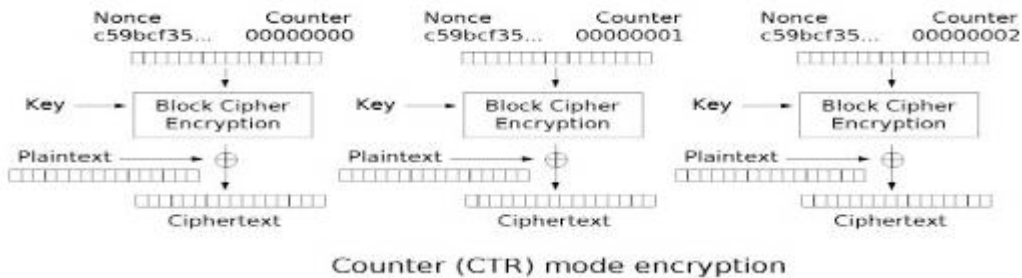 Nonce Counter Nonce Counter Nonce Counter
c59bcf35... 00000000 c59bcf35... 00000001 c59bcf35... 00000002
Key Block Cipher Encryption Key Block Cipher Encryption Key Block Cipher Encryption
Plaintext Plaintext Plaintext
Ciphertext Ciphertext Ciphertext
Counter (CTR) mode encryption